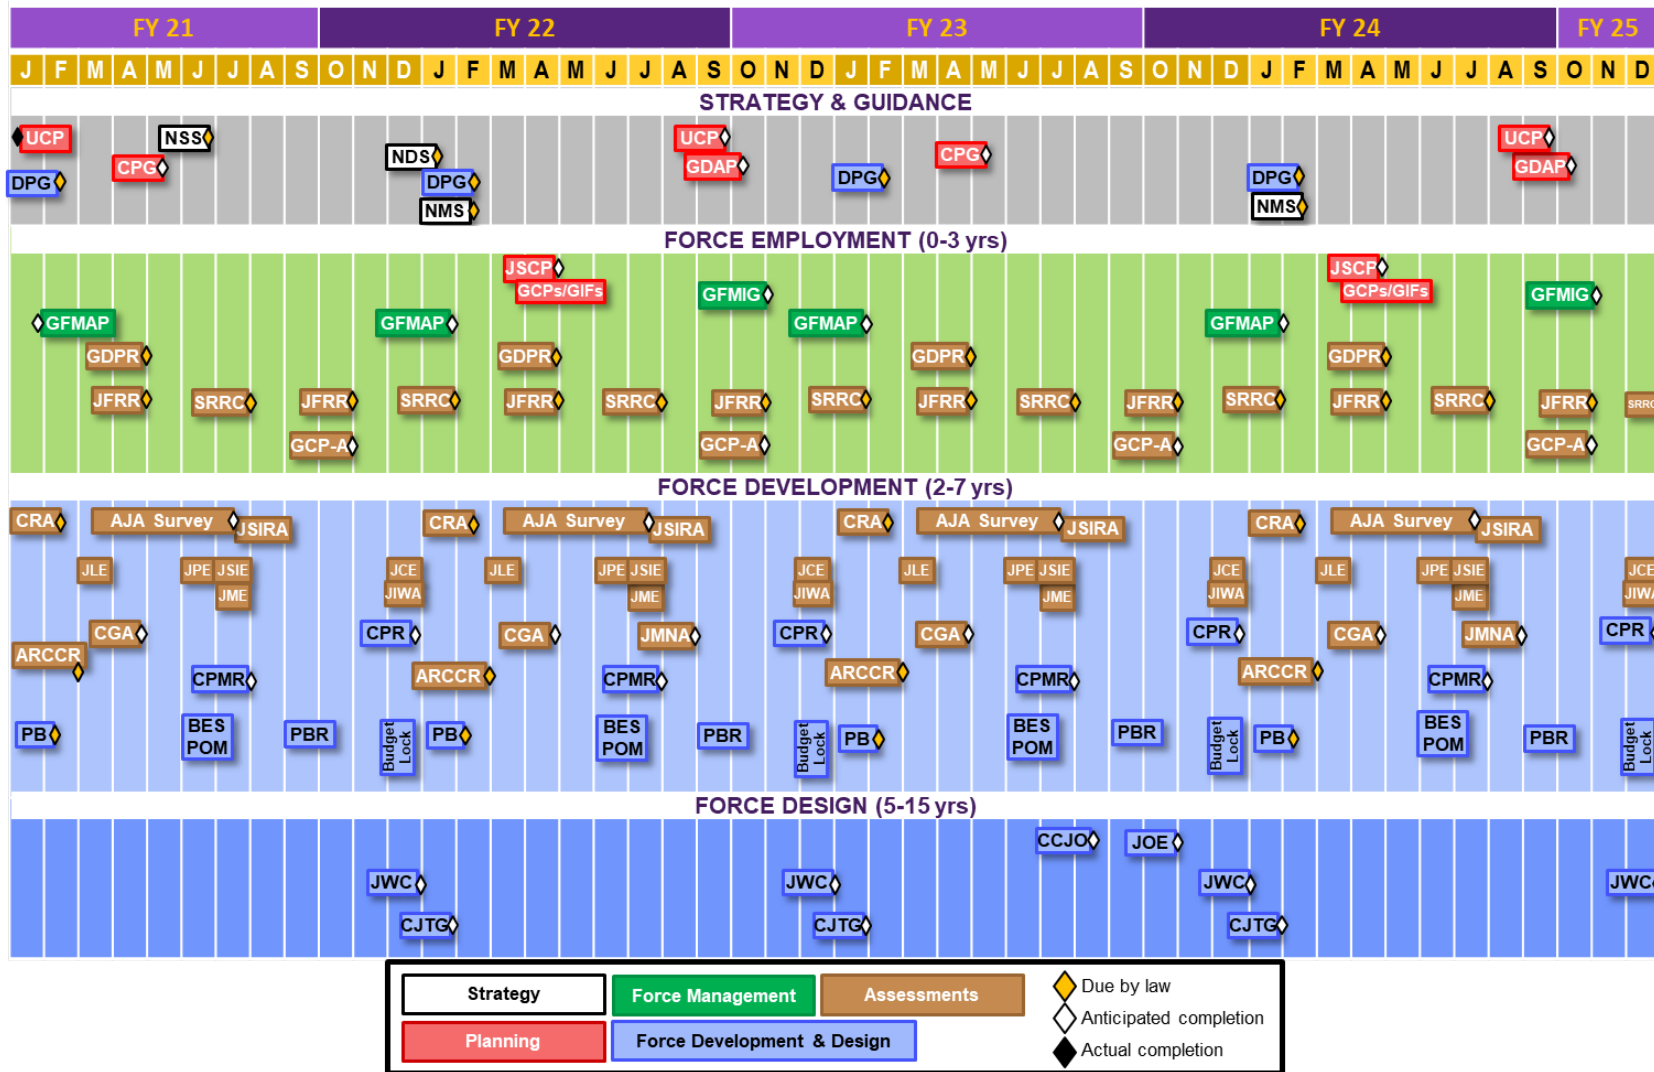 FY 21 FY 22 FY 23 FY 24 FY 25
J F M A M J J A S O N D J F M A M J J A S O N D J F M A M J J A S O N D J F M A M J J A S O N D
STRATEGY & GUIDANCE
UCP NSS UCP UCP
CPG NDS GDAP CPG GDAP
DPG DPG DPG DPG
NMS NMS
FORCE EMPLOYMENT (0-3 yrs)
JSCP JSCP
GCPs/GIFs GFMIG GCPs/GIFs GFMIG
GFMAP GFMAP GFMAP GFMAP
GDPR GDPR GDPR GDPR
JFRR SRRC JFRR SRRC JFRR SRRC JFRR SRRC JFRR SRRC JFRR SRRC JFRR SRRC JFRR SRRC
GCP-A GCP-A GCP-A GCP-A
FORCE DEVELOPMENT (2-7 yrs)
CRA AJA Survey JSIRA CRA AJA Survey JSIRA CRA AJA Survey JSIRA CRA AJA Survey JSIRA
JLE JPE JSIE JCE JLE JPE JSIE JCE JLE JPE JSIE JCE JLE JPE JSIE JCE
JME JIWA JME JIWA JME JIWA JME JIWA
CGA CPR CGA JMNA CPR CGA CPR CGA JMNA CPR
ARCCR CPMR ARCCR CPMR ARCCR CPMR ARCCR CPMR
PB BES POM PBR Budget Lock PB BES POM PBR Budget Lock PB BES POM PBR Budget Lock PB BES POM PBR Budget Lock
FORCE DESIGN (5-15 yrs)
CCJO JOE
JWC JWC JWC JWC
CJTG CJTG CJTG
Strategy Force Management Assessments Due by law
Anticipated completion
Planning Force Development & Design Actual completion